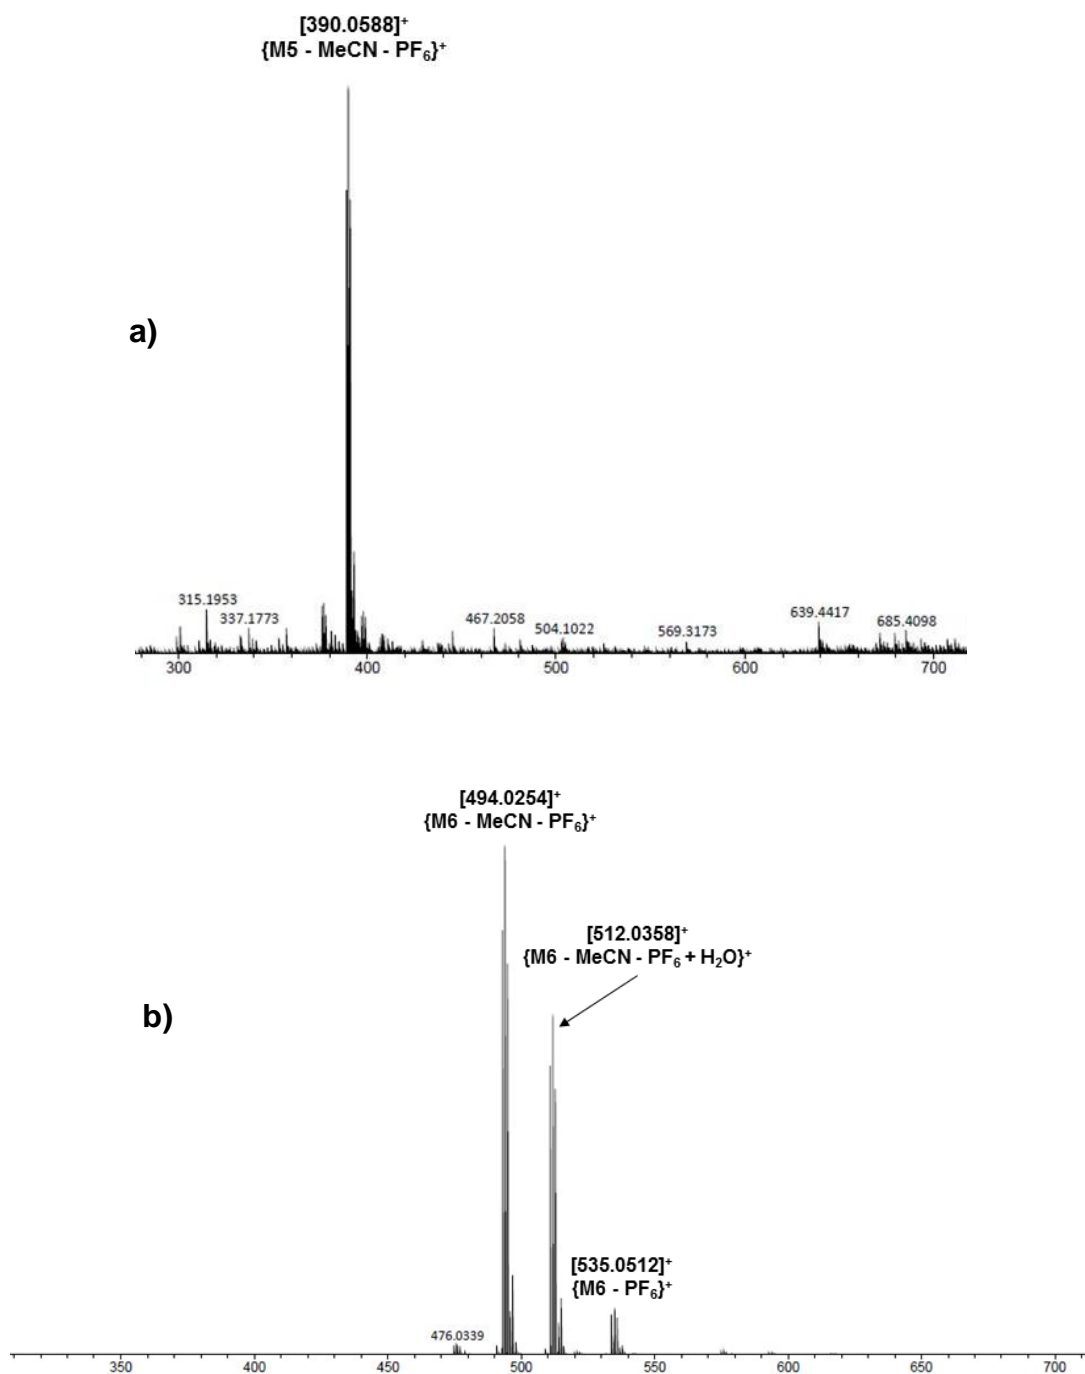 [390.0588]⁺
{M5 - MeCN - PF₆}⁺
a)
315.1953
337.1773
467.2058
504.1022
569.3173
639.4417
685.4098
300 400 500 600 700
[494.0254]⁺
{M6 - MeCN - PF₆}⁺
[512.0358]⁺
{M6 - MeCN - PF₆ + H₂O}⁺
b)
[535.0512]⁺
{M6 - PF₆}⁺
476.0339
350 400 450 500 550 600 650 700